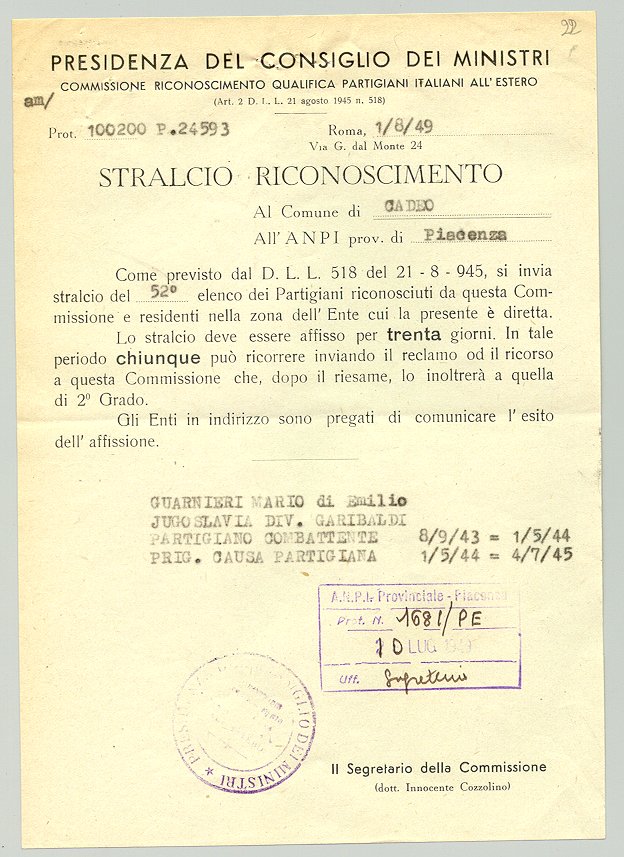 22
PRESIDENZA DEL CONSIGLIO DEI MINISTRI
COMMISSIONE RICONOSCIMENTO QUALIFICA PARTIGIANI ITALIANI ALL'ESTERO
am/
(Art. 2 D. L. L. 21 agosto 1945 n. 518)
Prot. 100200 P.24593 Roma, 1/8/49
Via G. dal Monte 24
STRALCIO RICONOSCIMENTO
Al Comune di CADEO
All'ANPI prov. di Piacenza
Come previsto dal D. L. L. 518 del 21 - 8 - 945, si invia
stralcio del 52º elenco dei Partigiani riconosciuti da questa Com-
missione e residenti nella zona dell' Ente cui la presente è diretta.
Lo stralcio deve essere affisso per trenta giorni. In tale
periodo chiunque può ricorrere inviando il reclamo od il ricorso
a questa Commissione che, dopo il riesame, lo inoltrerà a quella
di 2º Grado.
Gli Enti in indirizzo sono pregati di comunicare l' esito
dell' affissione.
GUARNIERI MARIO di Emilio
JUGOSLAVIA DIV. GARIBALDI
PARTIGIANO COMBATTENTE 8/9/43 = 1/5/44
PRIG. CAUSA PARTIGIANA 1/5/44 = 4/7/45
A.N.P.I. Provinciale - Piacenza
Prot. N. 1681/PE
LUG 1949
Uff.
PRESIDENZA DEL CONSIGLIO DEI MINISTRI
Il Segretario della Commissione
(dott. Innocente Cozzolino)